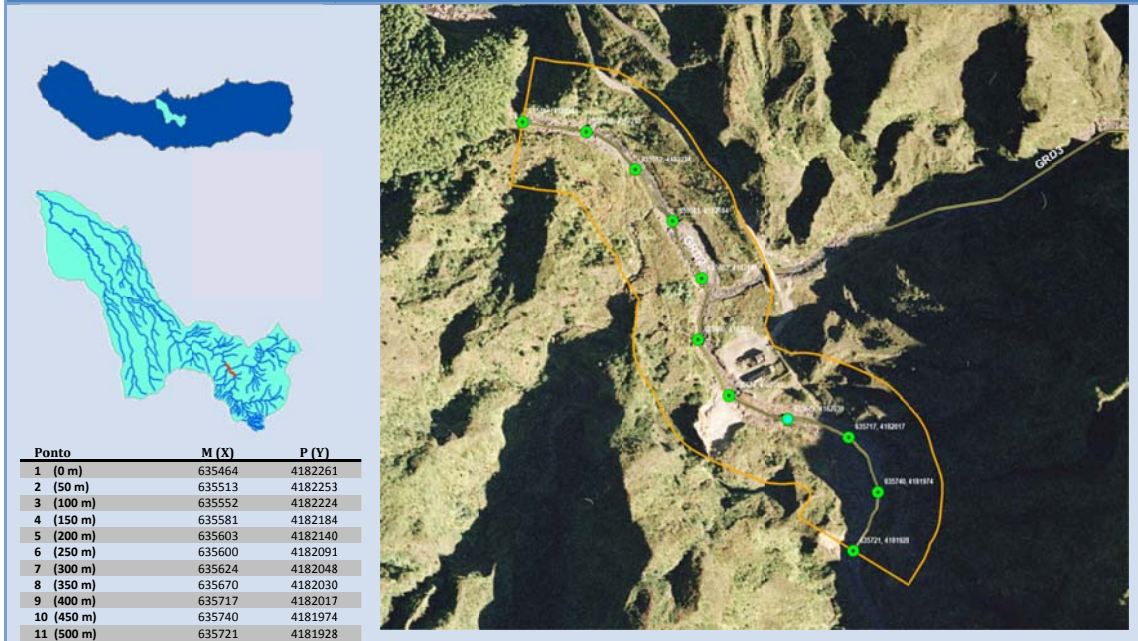 Ponto M (X) P (Y)
1 (0 m) 635464 4182261
2 (50 m) 635513 4182253
3 (100 m) 635552 4182224
4 (150 m) 635581 4182184
5 (200 m) 635603 4182140
6 (250 m) 635600 4182091
7 (300 m) 635624 4182048
8 (350 m) 635670 4182030
9 (400 m) 635717 4182017
10 (450 m) 635740 4181974
11 (500 m) 635721 4181928
GRD3
635717, 4182017
635740, 4181974
635721, 4181928